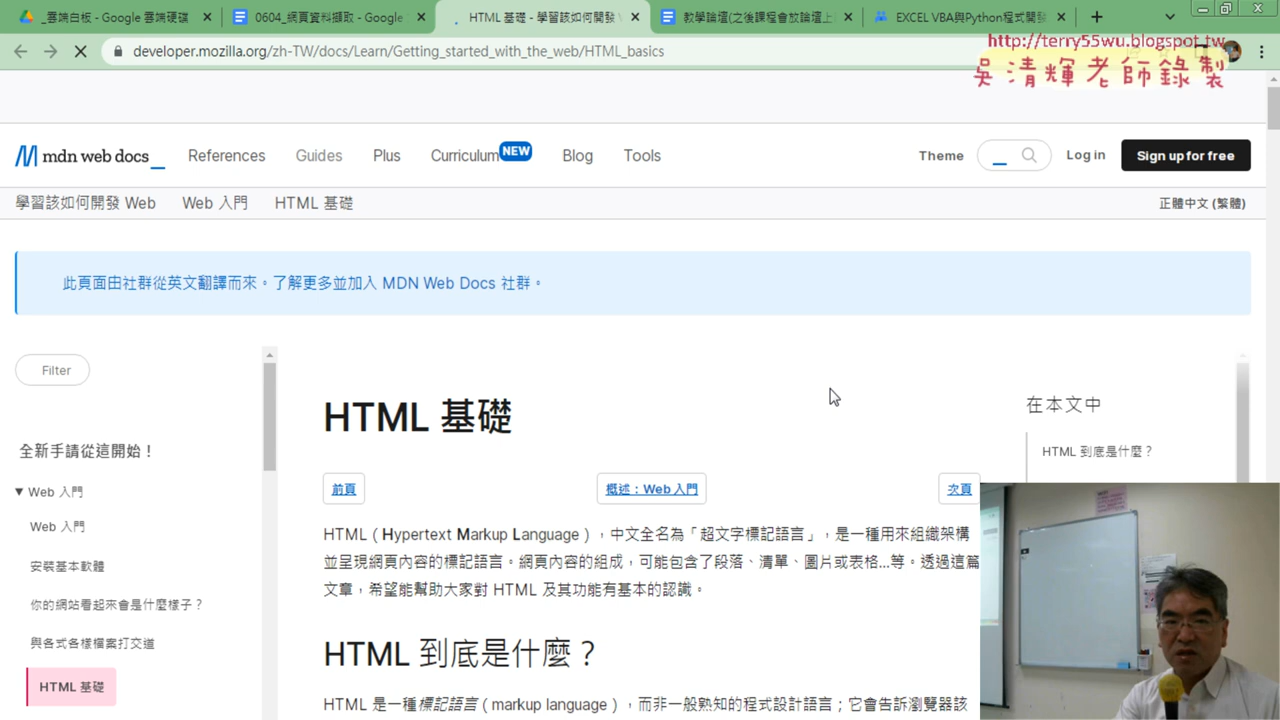 _雲端白板 - Google 雲端硬碟
0604_網頁資料擷取 - Google
HTML 基礎 - 學習該如何開發 W
教學論壇(之後課程會放論壇上
EXCEL VBA與Python程式開發
developer.mozilla.org/zh-TW/docs/Learn/Getting_started_with_the_web/HTML_basics
http://terry55wu.blogspot.tw
吳清輝老師錄製
mdn web docs_
References
Guides
Plus
Curriculum NEW
Blog
Tools
Theme
Log in
Sign up for free
學習該如何開發 Web
Web 入門
HTML 基礎
正體中文 (繁體)
此頁面由社群從英文翻譯而來。了解更多並加入 MDN Web Docs 社群。
Filter
全新手請從這開始！
Web 入門
Web 入門
安裝基本軟體
你的網站看起來會是什麼樣子？
與各式各樣檔案打交道
HTML 基礎
HTML 基礎
前頁
概述：Web 入門
次頁
HTML（Hypertext Markup Language），中文全名為「超文字標記語言」，是一種用來組織架構
並呈現網頁內容的標記語言。網頁內容的組成，可能包含了段落、清單、圖片或表格…等。透過這篇
文章，希望能幫助大家對 HTML 及其功能有基本的認識。
HTML 到底是什麼？
HTML 是一種標記語言（markup language），而非一般熟知的程式設計語言；它會告訴瀏覽器該
在本文中
HTML 到底是什麼？